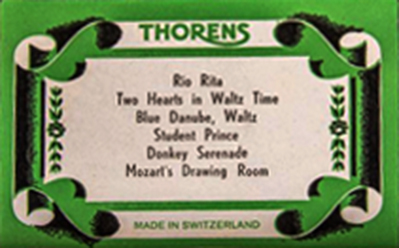 THORENS
Rio Rita
Two Hearts in Waltz Time
Blue Danube, Waltz
Student Prince
Donkey Serenade
Mozart's Drawing Room
MADE IN SWITZERLAND